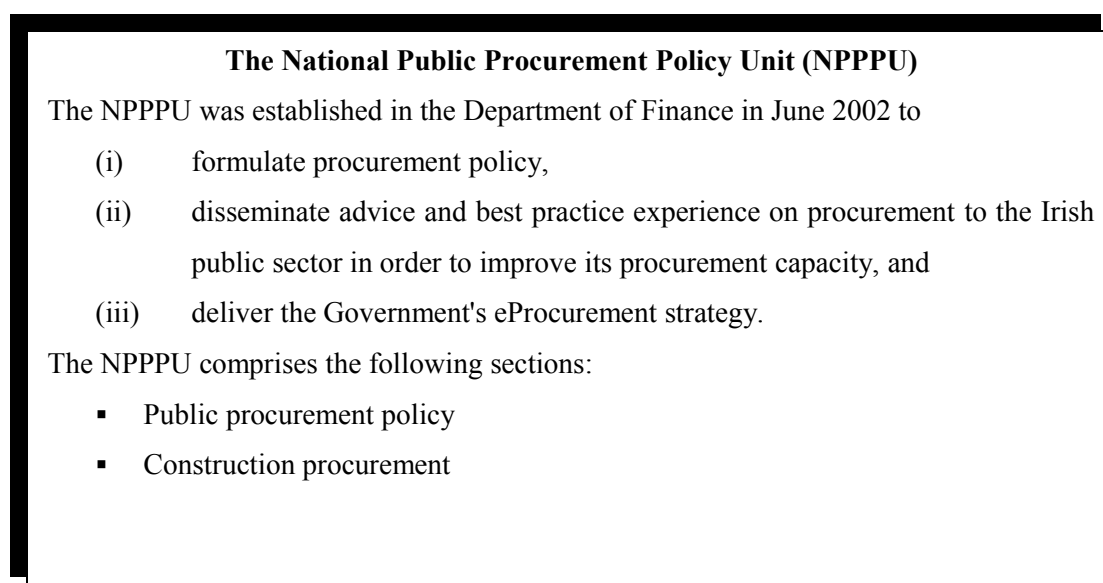 The National Public Procurement Policy Unit (NPPPU)
The NPPPU was established in the Department of Finance in June 2002 to
(i) formulate procurement policy,
(ii) disseminate advice and best practice experience on procurement to the Irish
public sector in order to improve its procurement capacity, and
(iii) deliver the Government's eProcurement strategy.
The NPPPU comprises the following sections:
▪ Public procurement policy
▪ Construction procurement